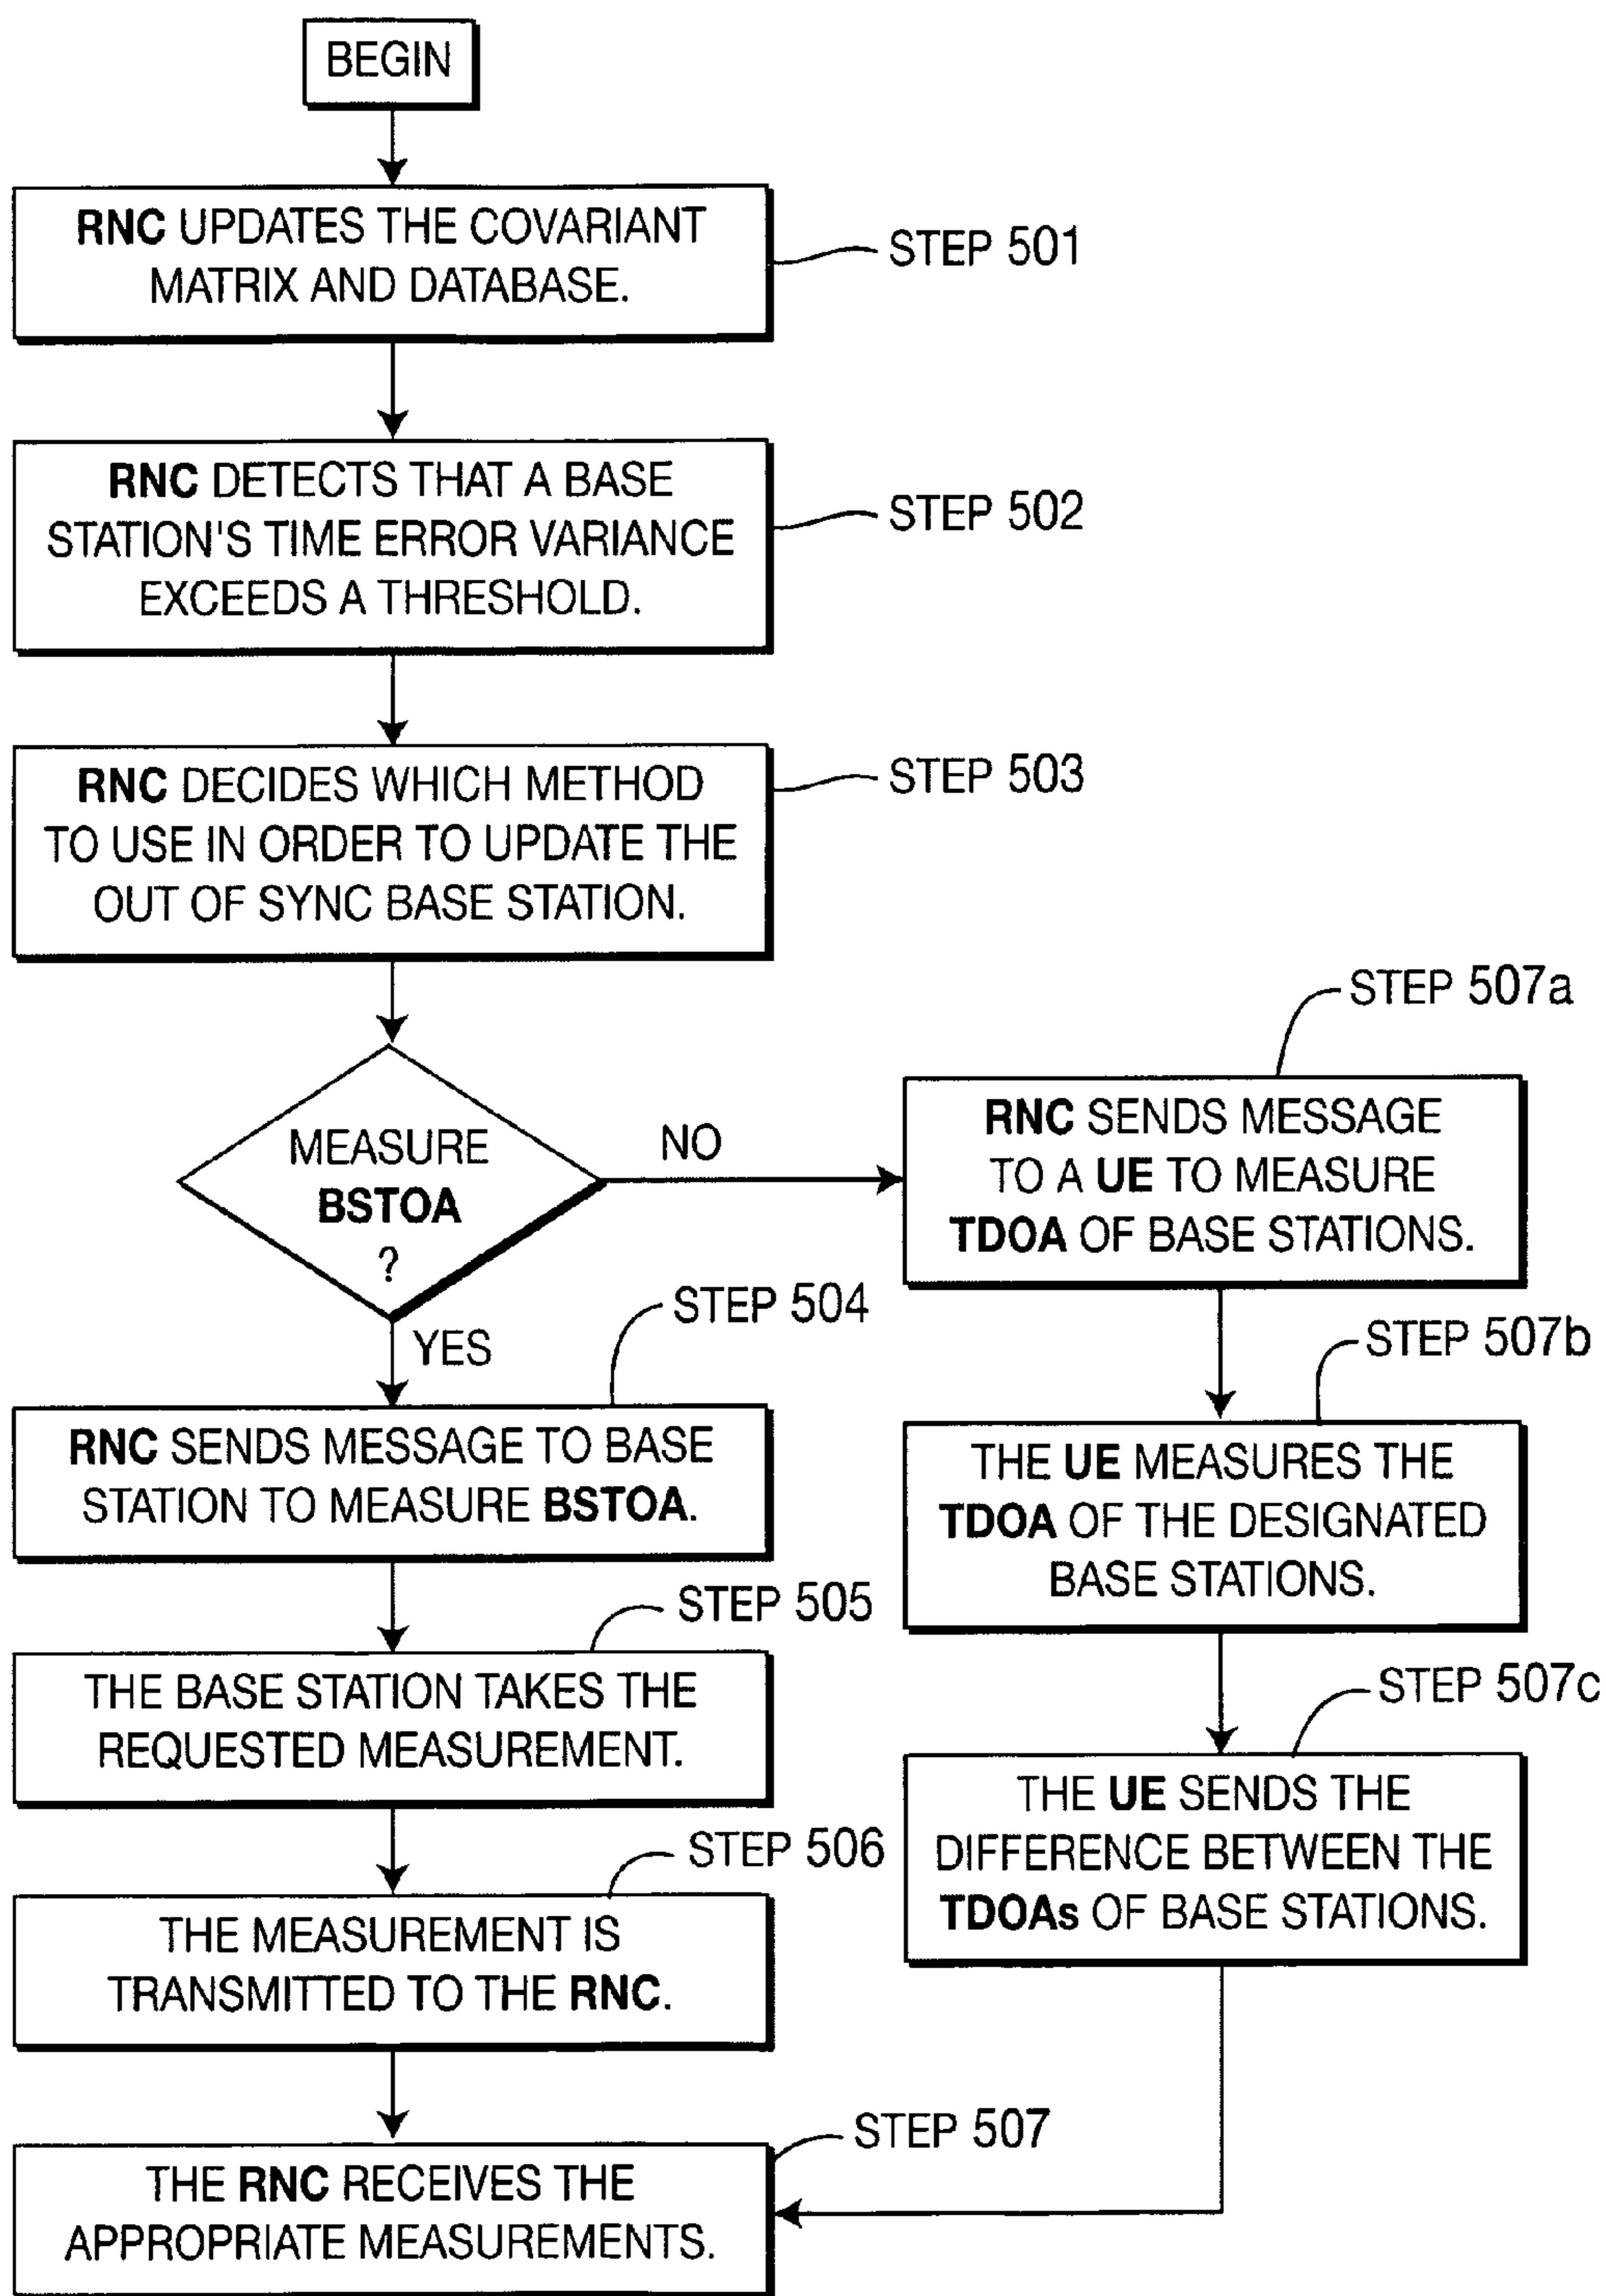 BEGIN
RNC UPDATES THE COVARIANT
MATRIX AND DATABASE.
STEP 501
RNC DETECTS THAT A BASE
STATION'S TIME ERROR VARIANCE
EXCEEDS A THRESHOLD.
STEP 502
RNC DECIDES WHICH METHOD
TO USE IN ORDER TO UPDATE THE
OUT OF SYNC BASE STATION.
STEP 503
MEASURE
BSTOA
?
NO
YES
STEP 504
RNC SENDS MESSAGE TO BASE
STATION TO MEASURE BSTOA.
STEP 505
THE BASE STATION TAKES THE
REQUESTED MEASUREMENT.
STEP 506
THE MEASUREMENT IS
TRANSMITTED TO THE RNC.
STEP 507a
RNC SENDS MESSAGE
TO A UE TO MEASURE
TDOA OF BASE STATIONS.
STEP 507b
THE UE MEASURES THE
TDOA OF THE DESIGNATED
BASE STATIONS.
STEP 507c
THE UE SENDS THE
DIFFERENCE BETWEEN THE
TDOAs OF BASE STATIONS.
STEP 507
THE RNC RECEIVES THE
APPROPRIATE MEASUREMENTS.